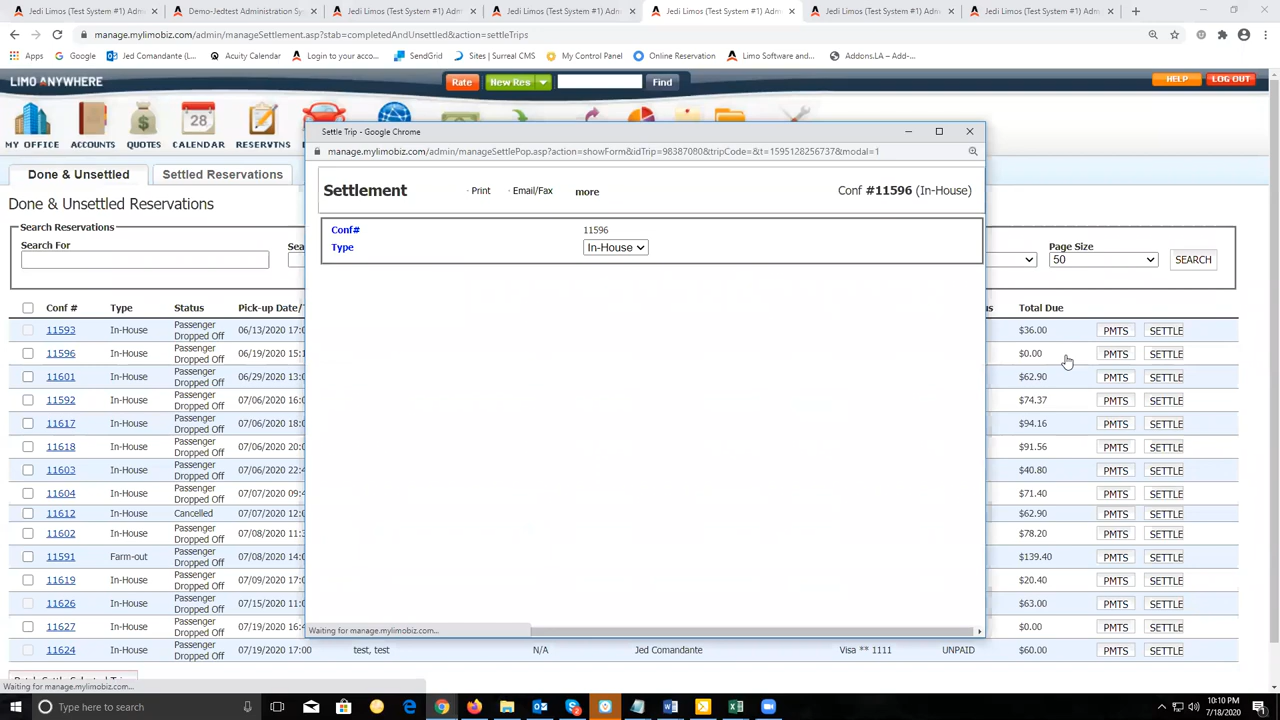 Jedi Limos (Test System #1) Adm
Demo-Jedtest Administration Sy
Jedi Limos (Test System #1) Adm
Jedi Limos (Test System #1) Adm
Jedi Limos (Test System #1) Adm
Jedi Limos (Test System #1) Adm
Jedi Limos (Test System #1) Adm
manage.mylimobiz.com/admin/manageSettlement.asp?stab=completedAndUnsettled&action=settleTrips
Apps Google Jed Comandante (L... Acuity Calendar Login to your acco... SendGrid Sites | Surreal CMS My Control Panel Online Reservation Limo Software and... Addons.LA – Add-...
LIMO ANYWHERE Rate New Res Find HELP LOG OUT
MY OFFICE ACCOUNTS QUOTES CALENDAR RESERVTNS
28
Settle Trip - Google Chrome
manage.mylimobiz.com/admin/manageSettlePop.asp?action=showForm&idTrip=98387080&tripCode=&t=1595128256737&modal=1
Settlement · Print · Email/Fax more Conf #11596 (In-House)
Conf# 11596
Type In-House
Waiting for manage.mylimobiz.com...
Done & Unsettled Settled Reservations
Done & Unsettled Reservations
Search Reservations
Search For Sea Page Size
50 SEARCH
Conf # Type Status Pick-up Date/T us Total Due
11593 In-House Passenger Dropped Off 06/13/2020 17:0 $36.00 PMTS SETTLE
11596 In-House Passenger Dropped Off 06/19/2020 15:1 $0.00 PMTS SETTLE
11601 In-House Passenger Dropped Off 06/29/2020 13:0 $62.90 PMTS SETTLE
11592 In-House Passenger Dropped Off 07/06/2020 16:0 $74.37 PMTS SETTLE
11617 In-House Passenger Dropped Off 07/06/2020 18:0 $94.16 PMTS SETTLE
11618 In-House Passenger Dropped Off 07/06/2020 20:0 $91.56 PMTS SETTLE
11603 In-House Passenger Dropped Off 07/06/2020 22:4 $40.80 PMTS SETTLE
11604 In-House Passenger Dropped Off 07/07/2020 09:4 $71.40 PMTS SETTLE
11612 In-House Cancelled 07/07/2020 12:0 $62.90 PMTS SETTLE
11602 In-House Passenger Dropped Off 07/08/2020 11:3 $78.20 PMTS SETTLE
11591 Farm-out Passenger Dropped Off 07/08/2020 14:0 $139.40 PMTS SETTLE
11619 In-House Passenger Dropped Off 07/09/2020 17:0 $20.40 PMTS SETTLE
11626 In-House Passenger Dropped Off 07/15/2020 11:0 $63.00 PMTS SETTLE
11627 In-House Passenger Dropped Off 07/19/2020 16:4 $0.00 PMTS SETTLE
11624 In-House Passenger Dropped Off 07/19/2020 17:00 test, test N/A Jed Comandante Visa ** 1111 UNPAID $60.00 PMTS SETTLE
Waiting for manage.mylimobiz.com...
Type here to search
10:10 PM
7/18/2020